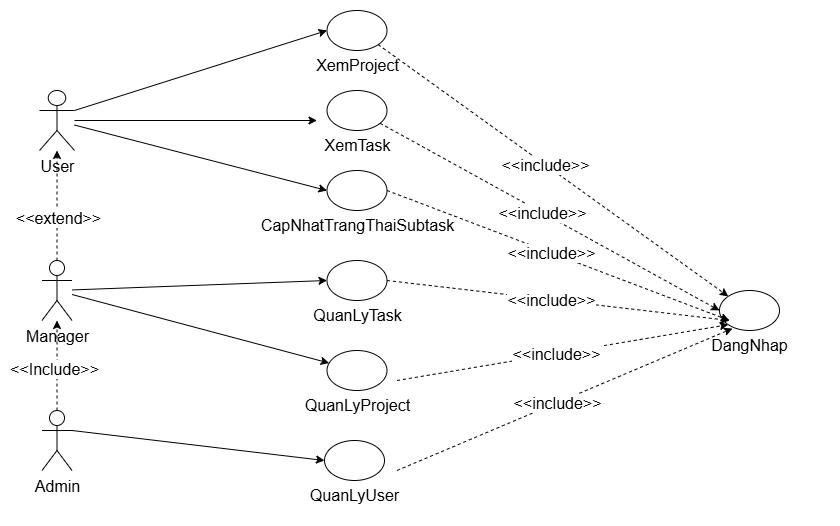 XemProject
XemTask
<<include>>
User
<<include>>
<<extend>>
CapNhatTrangThaiSubtask
<<include>>
<<include>>
QuanLyTask
Manager
DangNhap
<<include>>
<<Include>>
QuanLyProject
<<include>>
Admin
QuanLyUser